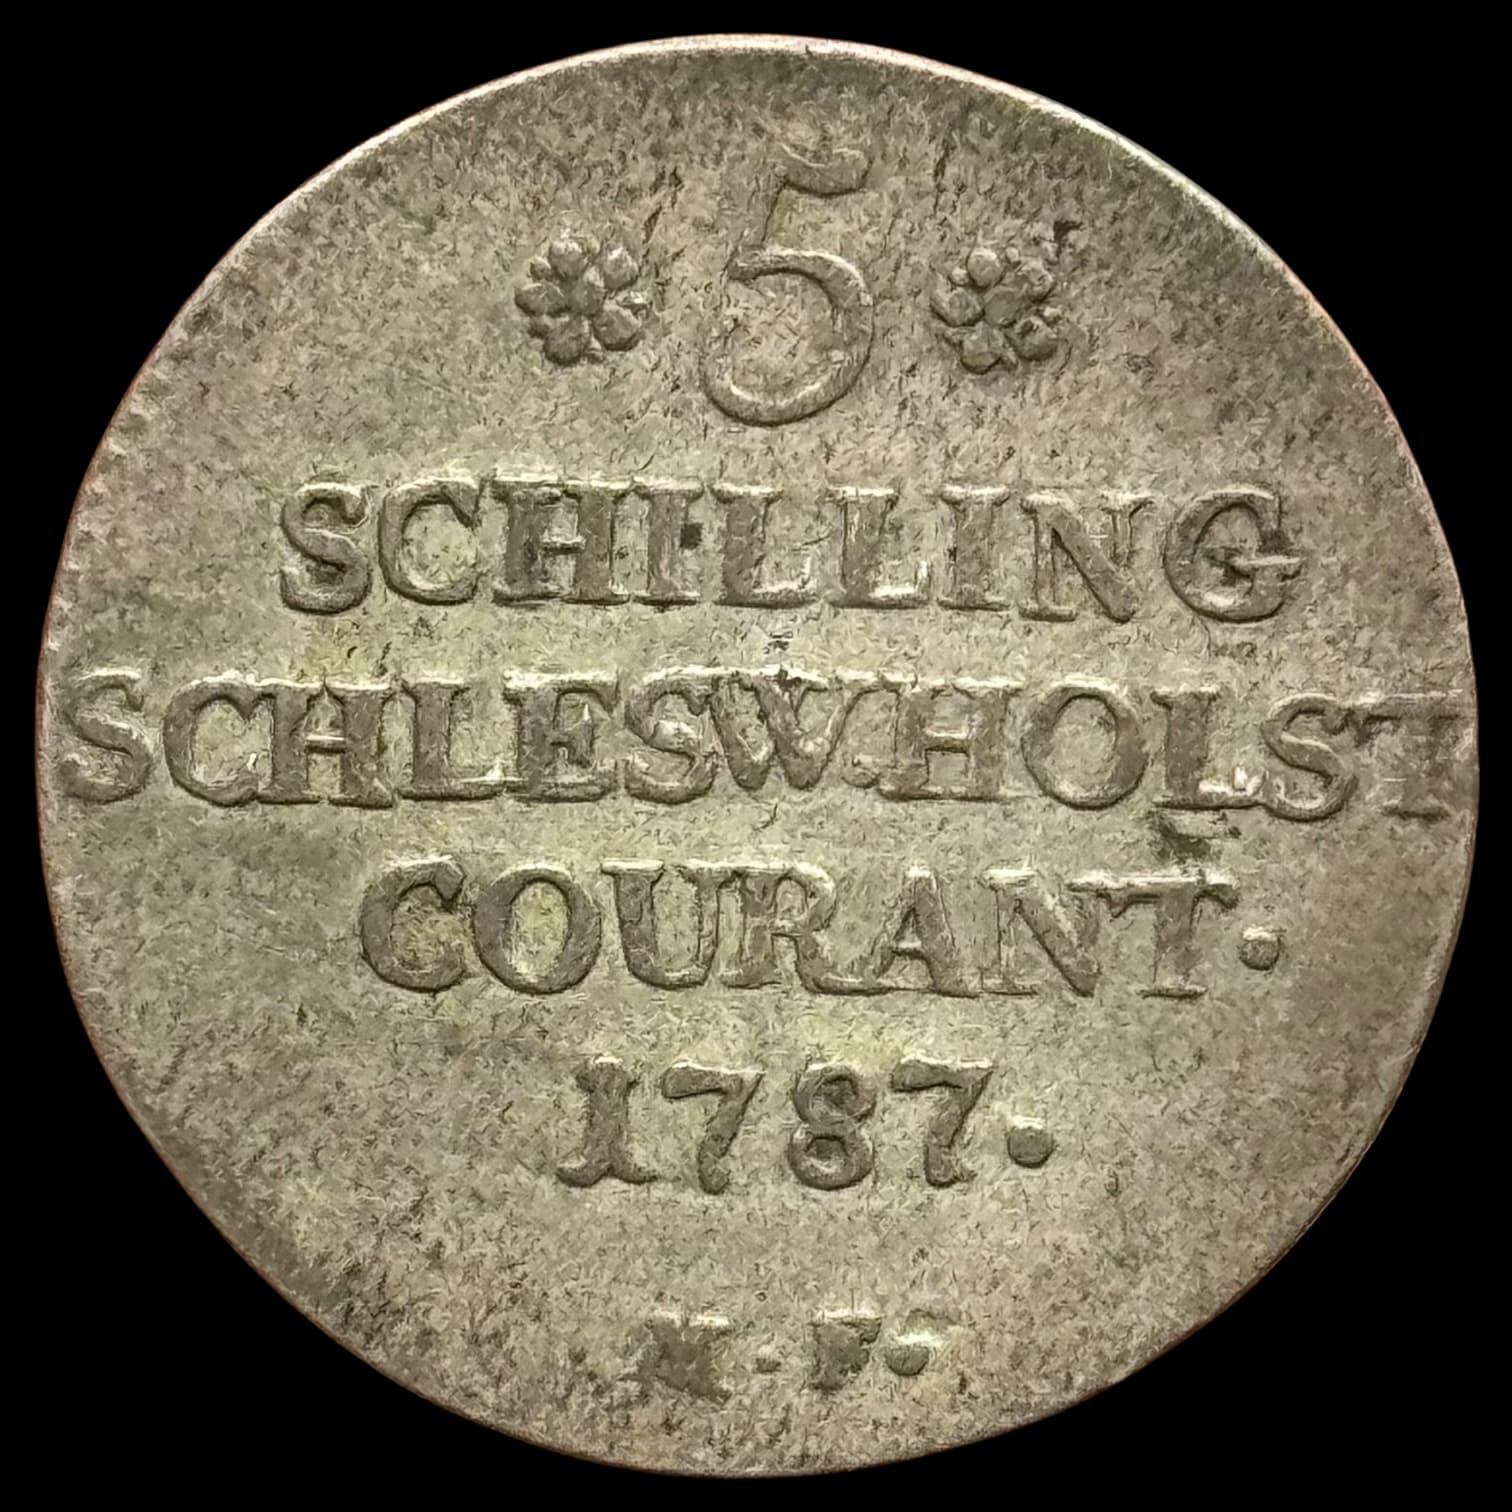 5
SCHILLING
SCHLESW.HOLST
COURANT.
1787.
M.F.